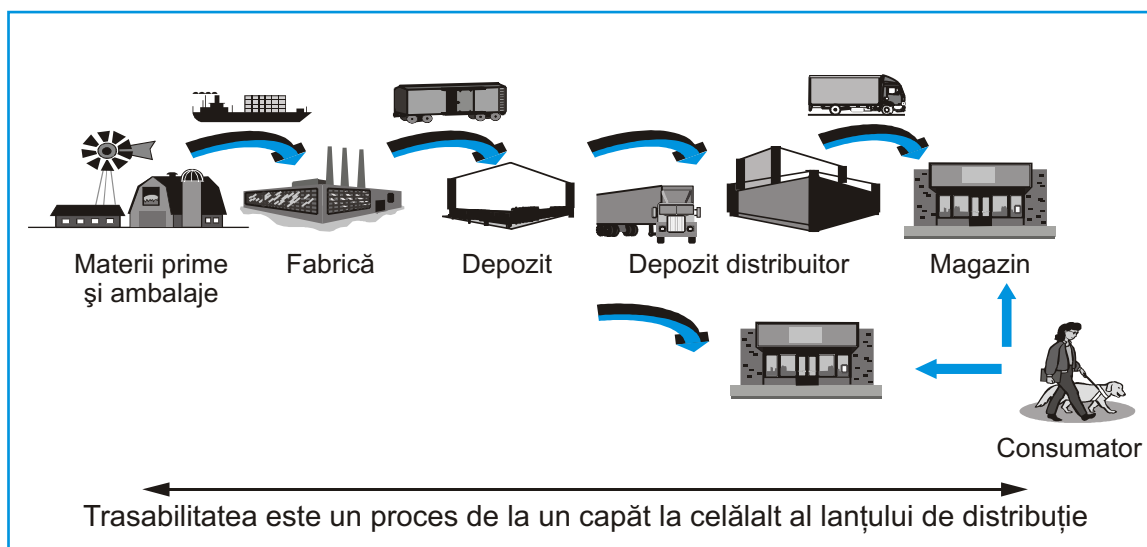 Materii prime
şi ambalaje
Fabrică
Depozit
Depozit distribuitor
Magazin
Consumator
Trasabilitatea este un proces de la un capăt la celălalt al lanțului de distribuție